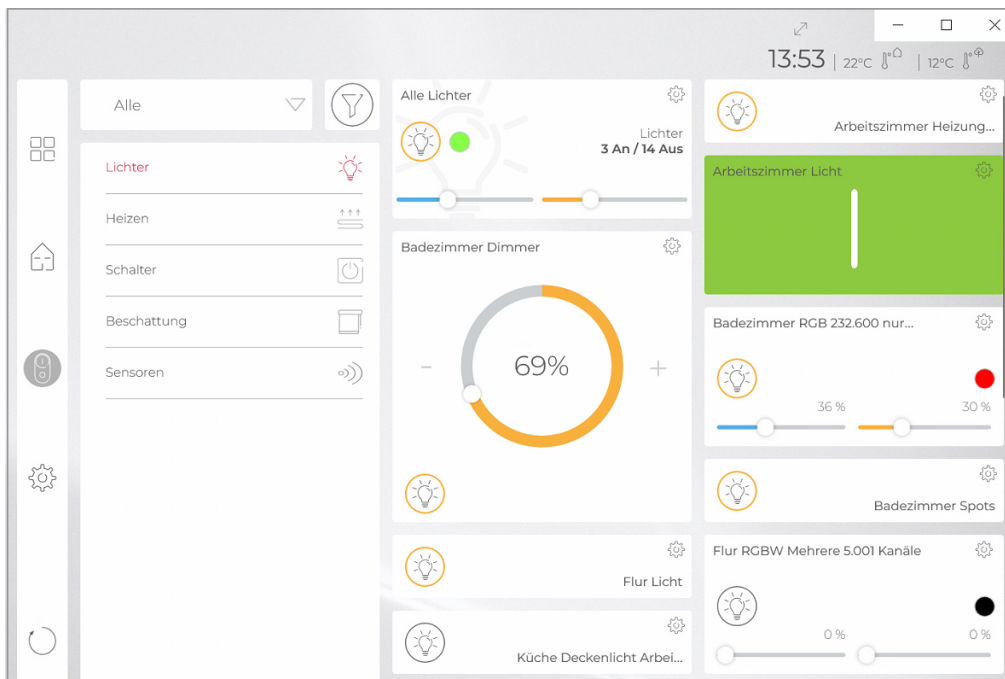 13:53 | 22°C | 12°C
Alle
Lichter
Heizen
Schalter
Beschattung
Sensoren
Alle Lichter
Lichter
3 An / 14 Aus
Badezimmer Dimmer
- 69% +
Flur Licht
Küche Deckenlicht Arbei...
Arbeitszimmer Heizung...
Arbeitszimmer Licht
Badezimmer RGB 232.600 nur...
36 % 30 %
Badezimmer Spots
Flur RGBW Mehrere 5.001 Kanäle
0 % 0 %